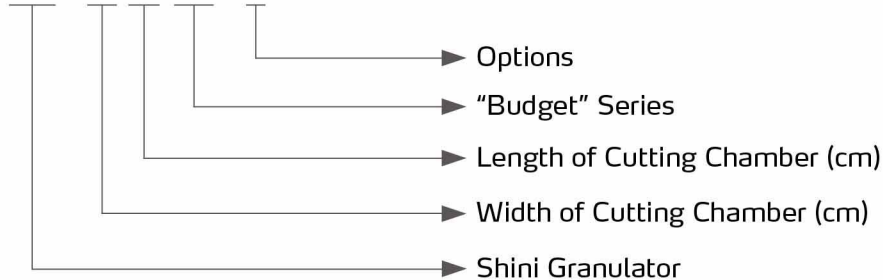 Options
“Budget” Series
Length of Cutting Chamber (cm)
Width of Cutting Chamber (cm)
Shini Granulator